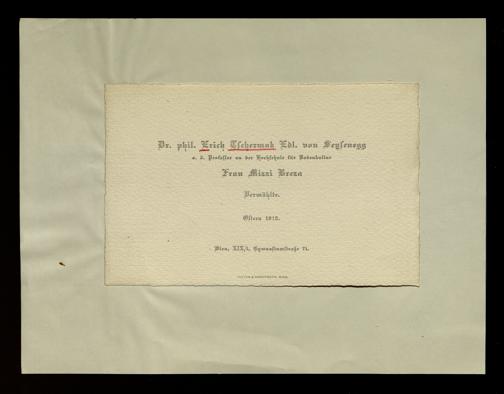 Dr. phil. Erich Tschermak Edl. von Seysenegg
o. ö. Professor an der Hochschule für Bodenkultur
Frau Mizzi Breza
Vermählte.
Ostern 1912.
Wien, XIX/1, Gymnasiumstraße 71.